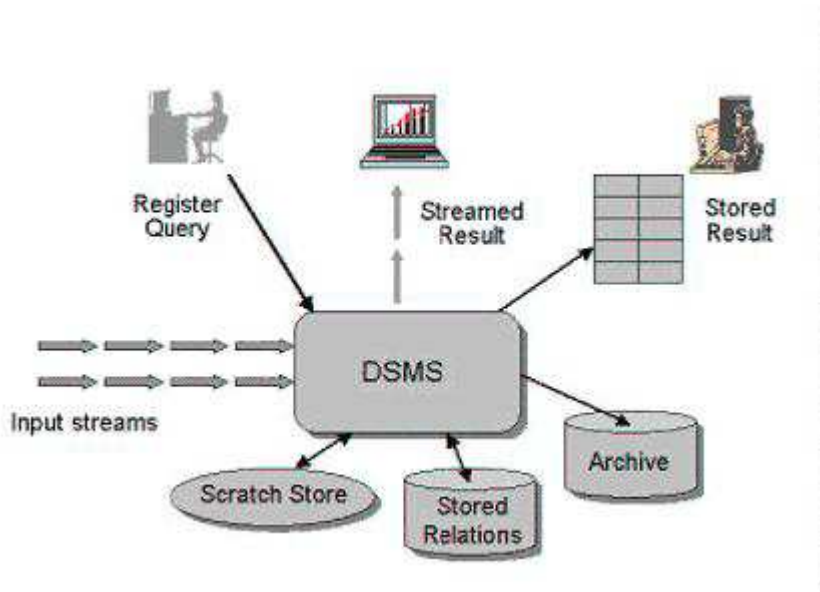 Register
Query
Streamed
Result
Stored
Result
DSMS
Input streams
Scratch Store
Stored
Relations
Archive